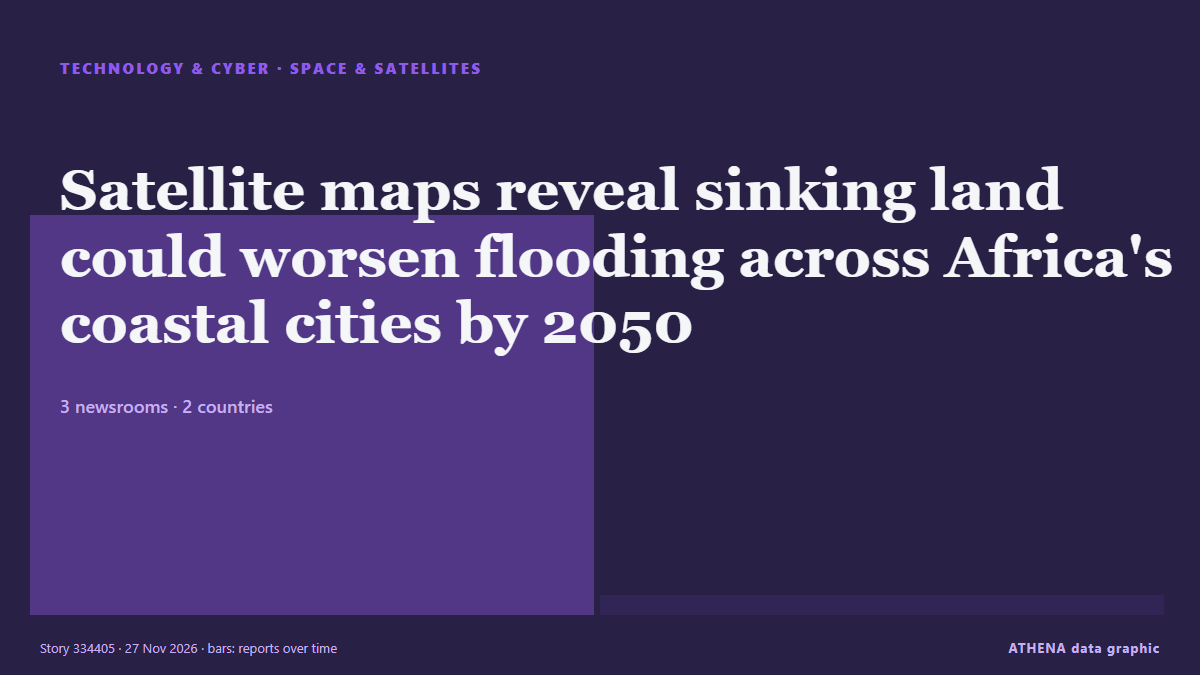 TECHNOLOGY & CYBER · SPACE & SATELLITES
Satellite maps reveal sinking land
could worsen flooding across Africa's
coastal cities by 2050
3 newsrooms · 2 countries
Story 334405 · 27 Nov 2026 · bars: reports over time
ATHENA data graphic